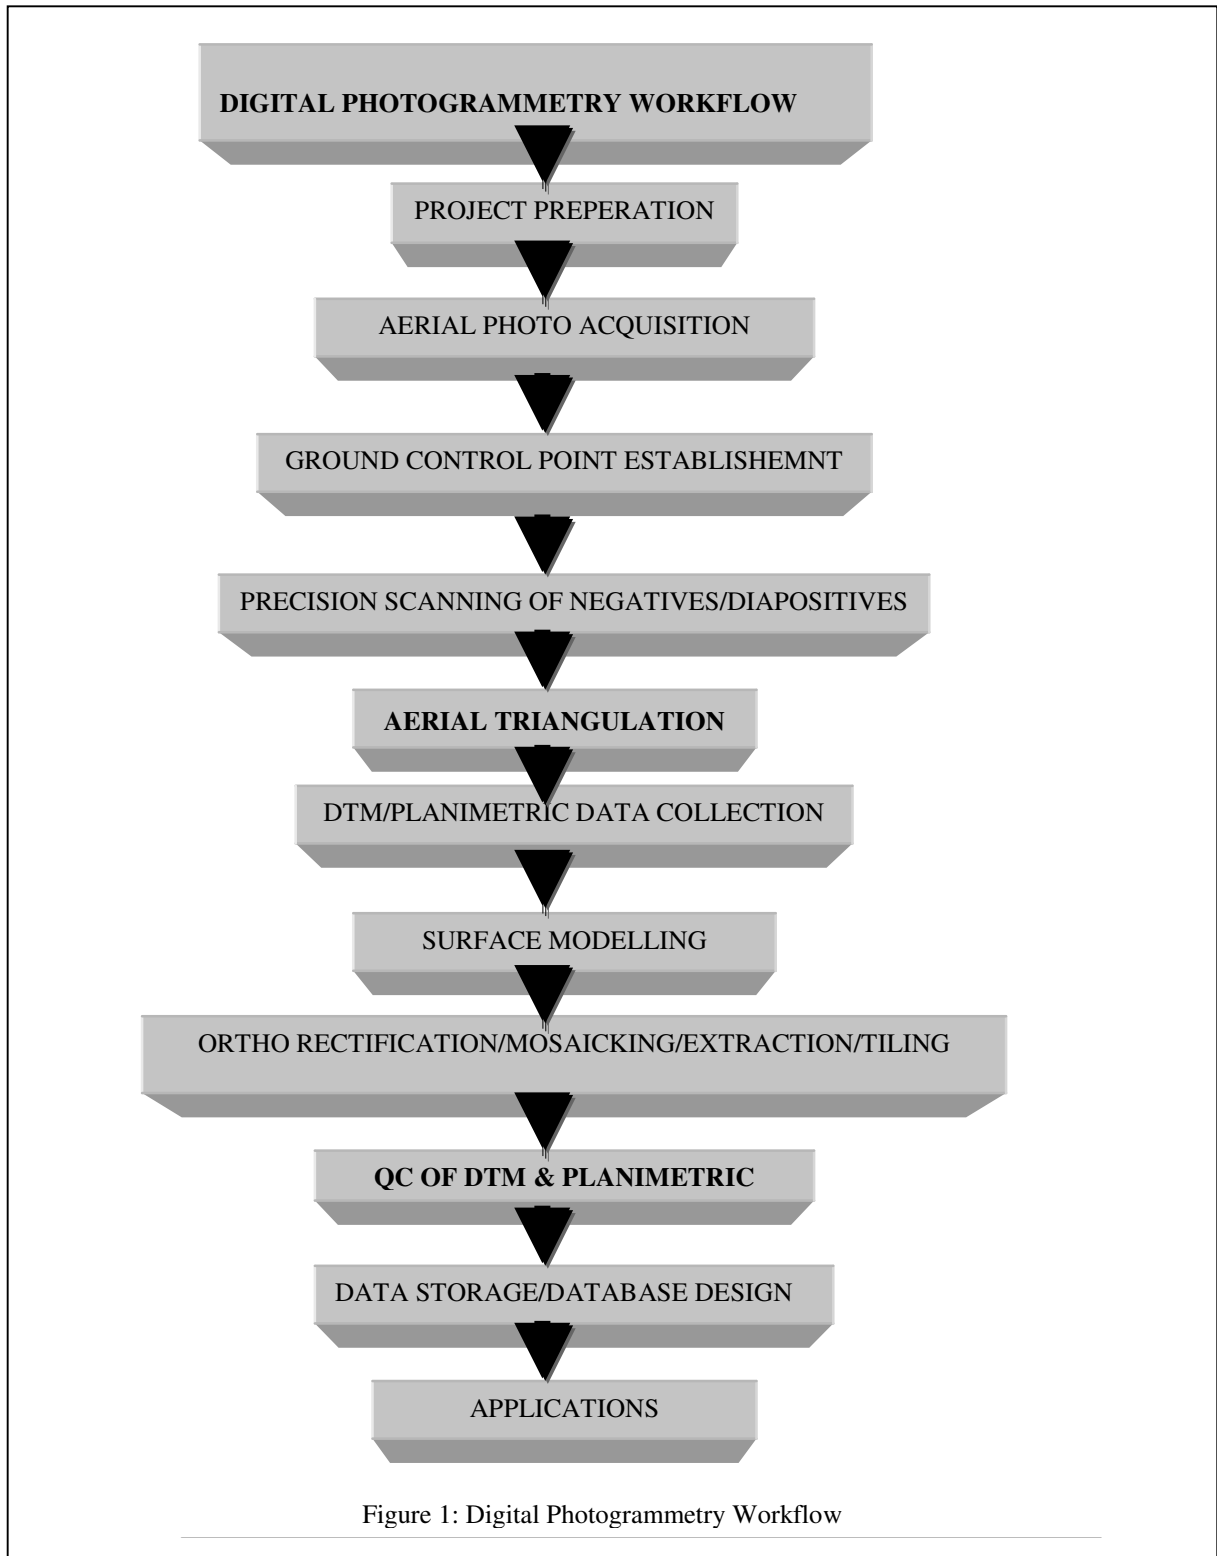 DIGITAL PHOTOGRAMMETRY WORKFLOW
PROJECT PREPERATION
AERIAL PHOTO ACQUISITION
GROUND CONTROL POINT ESTABLISHEMNT
PRECISION SCANNING OF NEGATIVES/DIAPOSITIVES
AERIAL TRIANGULATION
DTM/PLANIMETRIC DATA COLLECTION
SURFACE MODELLING
ORTHO RECTIFICATION/MOSAICKING/EXTRACTION/TILING
QC OF DTM & PLANIMETRIC
DATA STORAGE/DATABASE DESIGN
APPLICATIONS
Figure 1: Digital Photogrammetry Workflow